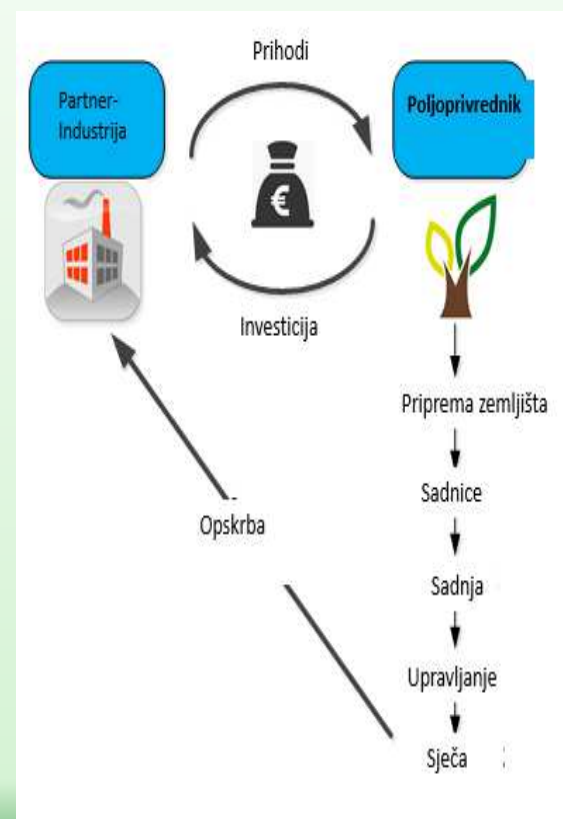 Prihodi
Partner-
Industrija
Poljoprivrednik
€
Investicija
Priprema zemljišta
Sadnice
Opskrba
Sadnja
Upravljanje
Sječa